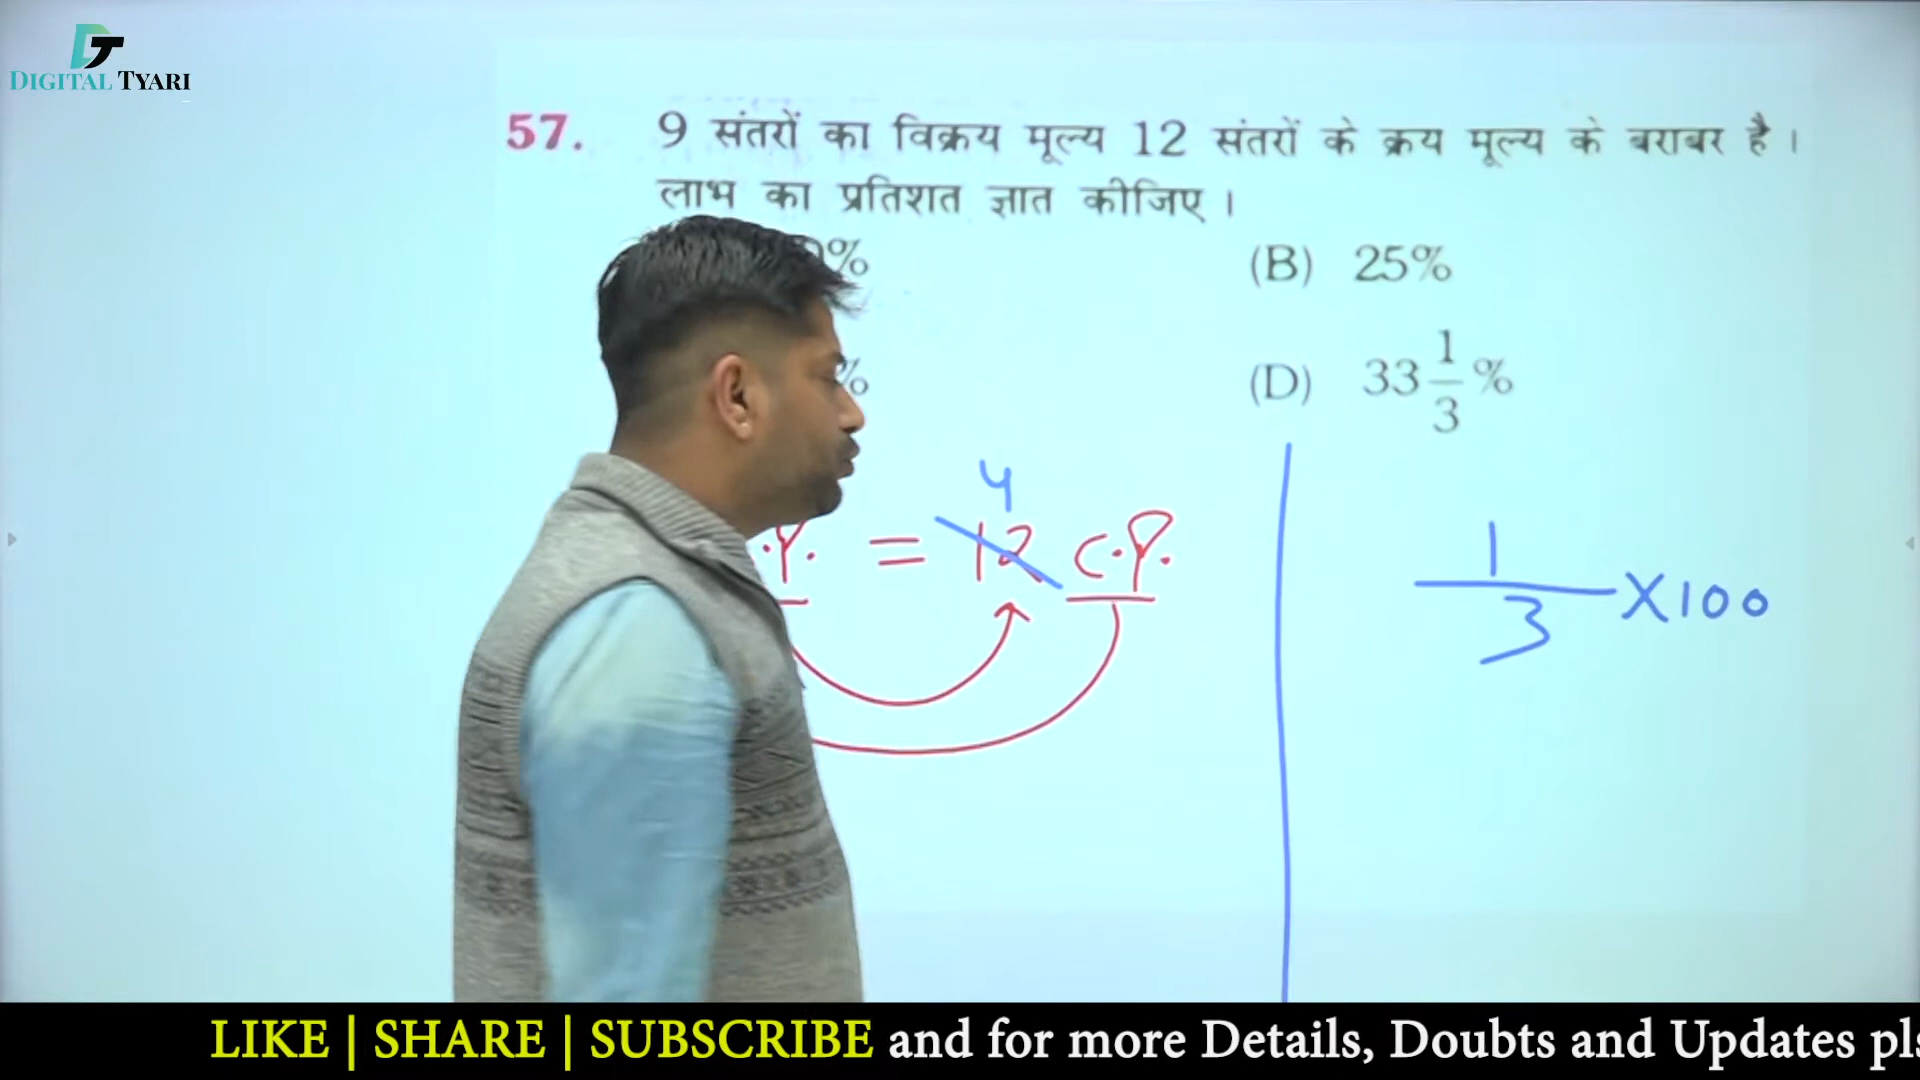 DIGITAL TYARI
57. 9 संतरों का विक्रय मूल्य 12 संतरों के क्रय मूल्य के बराबर है।
लाभ का प्रतिशत ज्ञात कीजिए।
%
(B) 25%
%
(D) 33 1/3 %
4
.P. = 12 C.P.
1/3 X100
LIKE | SHARE | SUBSCRIBE and for more Details, Doubts and Updates pls